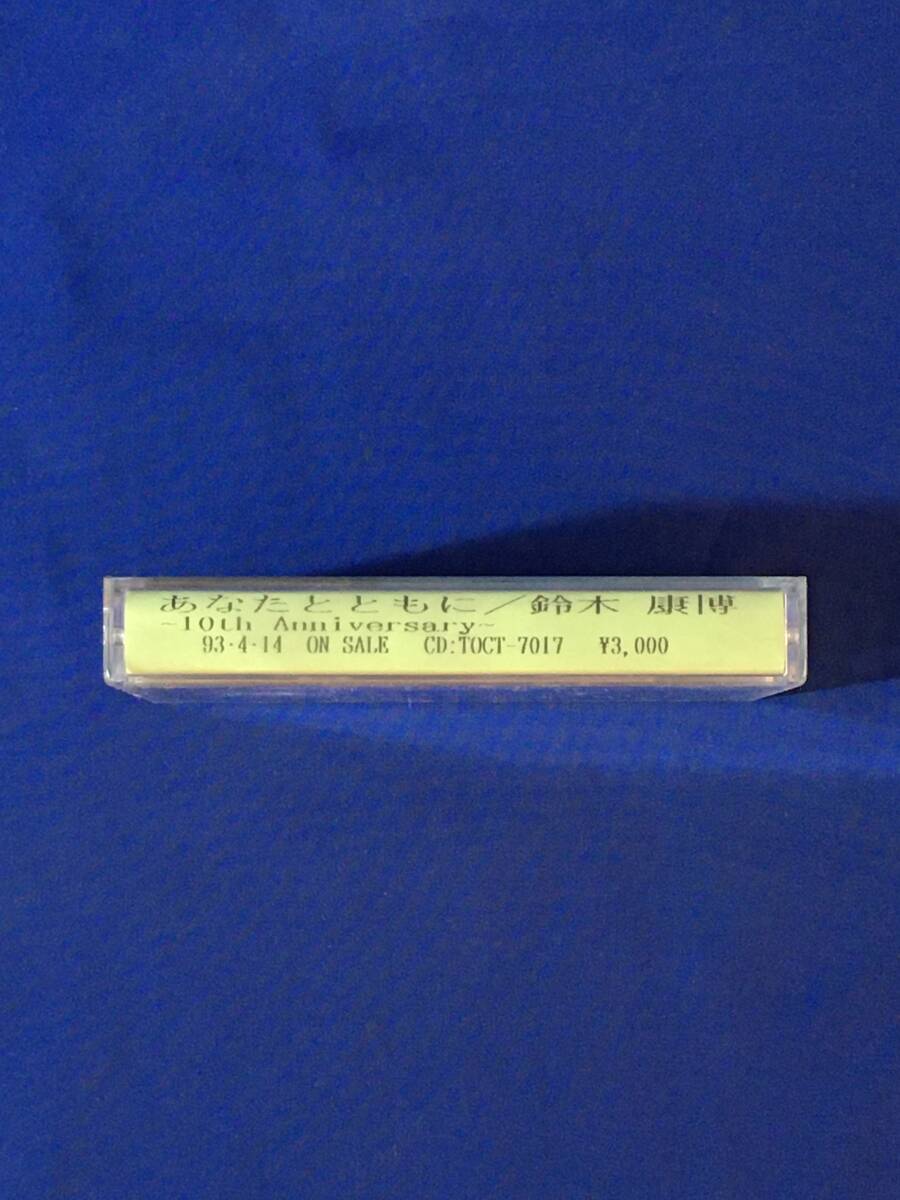 あなたとともに／鈴木 康博
~10th Anniversary~
93・4・14 ON SALE CD:TOCT-7017 ¥3,000